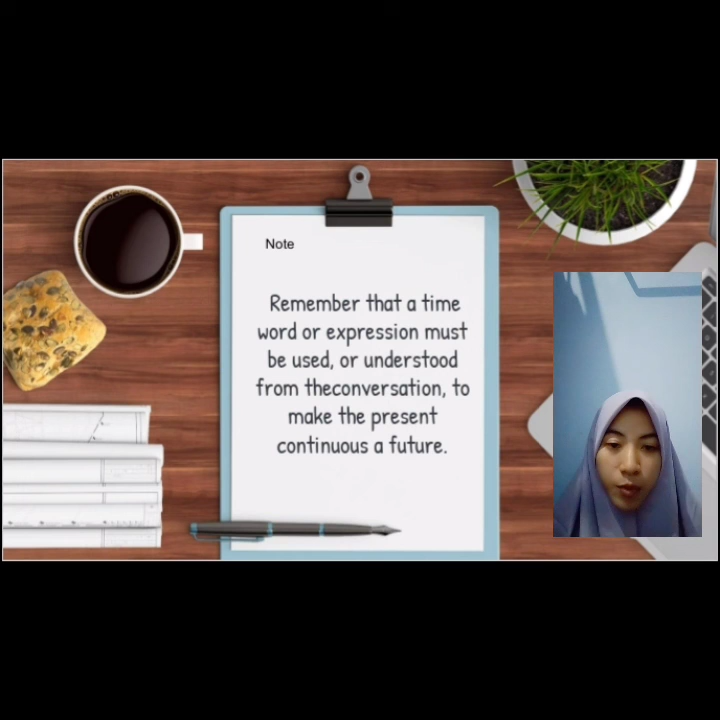 Note
Remember that a time
word or expression must
be used, or understood
from theconversation, to
make the present
continuous a future.